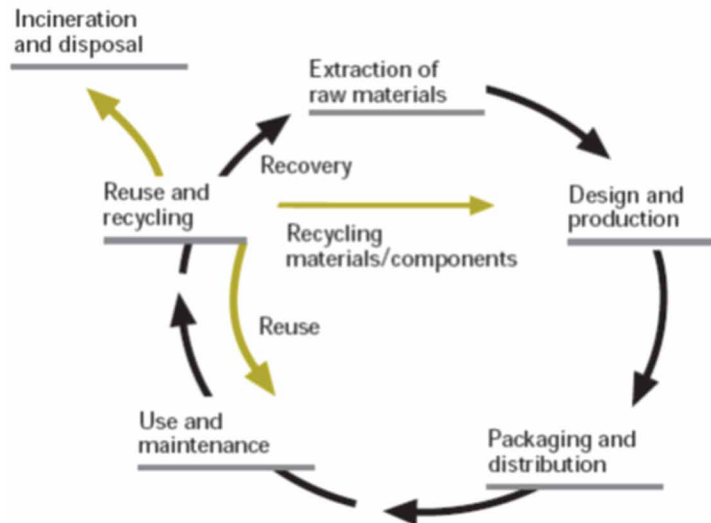 Incineration
and disposal
Extraction of
raw materials
Recovery
Reuse and
recycling
Design and
production
Recycling
materials/components
Reuse
Use and
maintenance
Packaging and
distribution